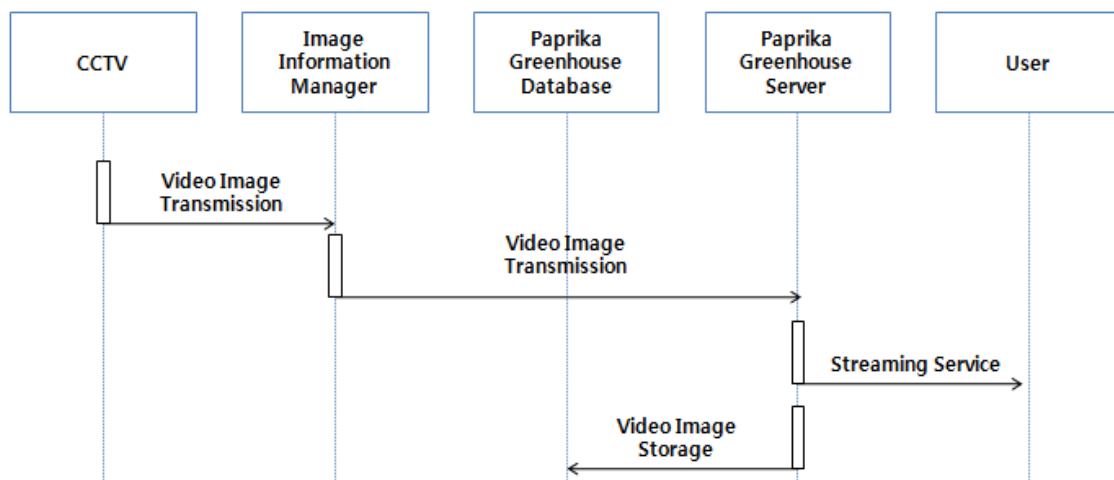 CCTV
Image
Information
Manager
Paprika
Greenhouse
Database
Paprika
Greenhouse
Server
User
Video Image
Transmission
Video Image
Transmission
Streaming Service
Video Image
Storage